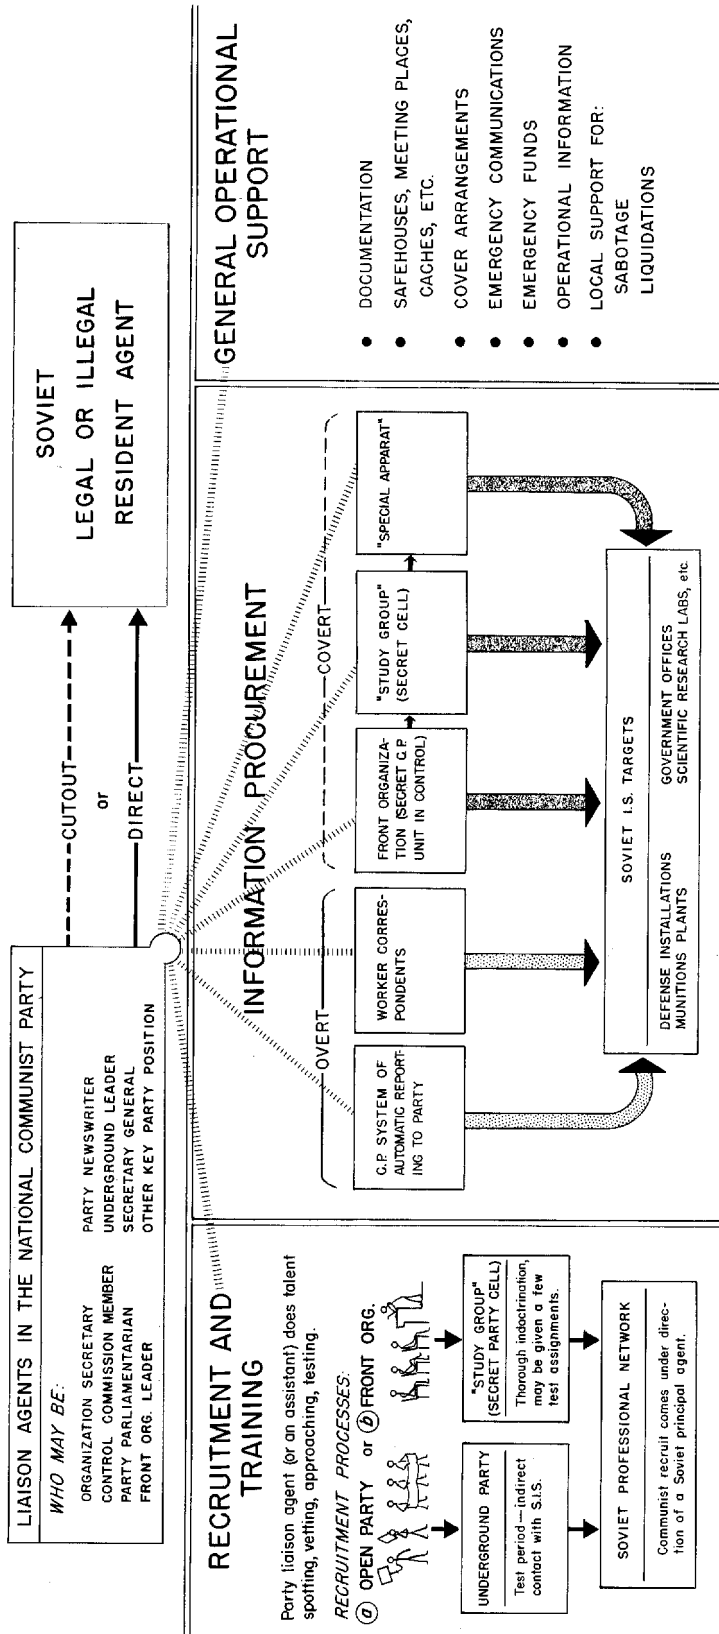 LIAISON AGENTS IN THE NATIONAL COMMUNIST PARTY
WHO MAY BE:
ORGANIZATION SECRETARY
CONTROL COMMISSION MEMBER
PARTY PARLIAMENTARIAN
FRONT ORG. LEADER
PARTY NEWSWRITER
UNDERGROUND LEADER
SECRETARY GENERAL
OTHER KEY PARTY POSITION
CUTOUT
or
DIRECT
SOVIET
LEGAL OR ILLEGAL
RESIDENT AGENT
RECRUITMENT AND
TRAINING
Party liaison agent (or an assistant) does talent
spotting, vetting, approaching, testing.
RECRUITMENT PROCESSES:
a OPEN PARTY or b FRONT ORG.
UNDERGROUND PARTY
Test period—indirect
contact with S.I.S.
"STUDY GROUP"
(SECRET PARTY CELL)
Thorough indoctrination,
may be given a few
test assignments.
SOVIET PROFESSIONAL NETWORK
Communist recruit comes under direc-
tion of a Soviet principal agent.
INFORMATION PROCUREMENT
OVERT
COVERT
C.P. SYSTEM OF
AUTOMATIC REPORT-
ING TO PARTY
WORKER CORRES-
PONDENTS
FRONT ORGANIZA-
TION (SECRET C.P.
UNIT IN CONTROL)
"STUDY GROUP"
(SECRET CELL)
"SPECIAL APPARAT"
SOVIET I.S. TARGETS
DEFENSE INSTALLATIONS
MUNITIONS PLANTS
GOVERNMENT OFFICES
SCIENTIFIC RESEARCH LABS, etc.
GENERAL OPERATIONAL
SUPPORT
● DOCUMENTATION
● SAFEHOUSES, MEETING PLACES,
CACHES, ETC.
● COVER ARRANGEMENTS
● EMERGENCY COMMUNICATIONS
● EMERGENCY FUNDS
● OPERATIONAL INFORMATION
● LOCAL SUPPORT FOR:
SABOTAGE
LIQUIDATIONS